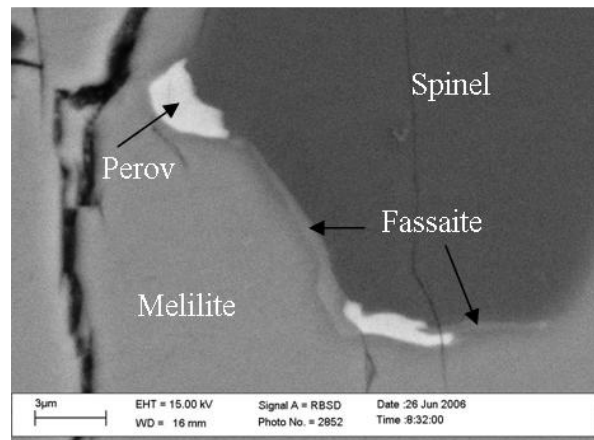 Spinel
Perov
Fassaite
Melilite
3µm
EHT = 15.00 kV
Signal A = RBSD
Date :26 Jun 2006
WD = 16 mm
Photo No. = 2852
Time :8:32:00